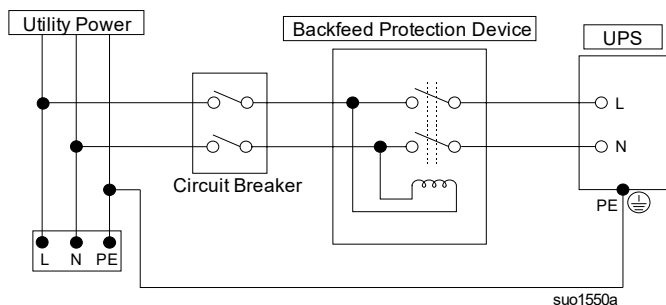 Utility Power
Backfeed Protection Device
UPS
L
N
Circuit Breaker
PE
L N PE
suo1550a